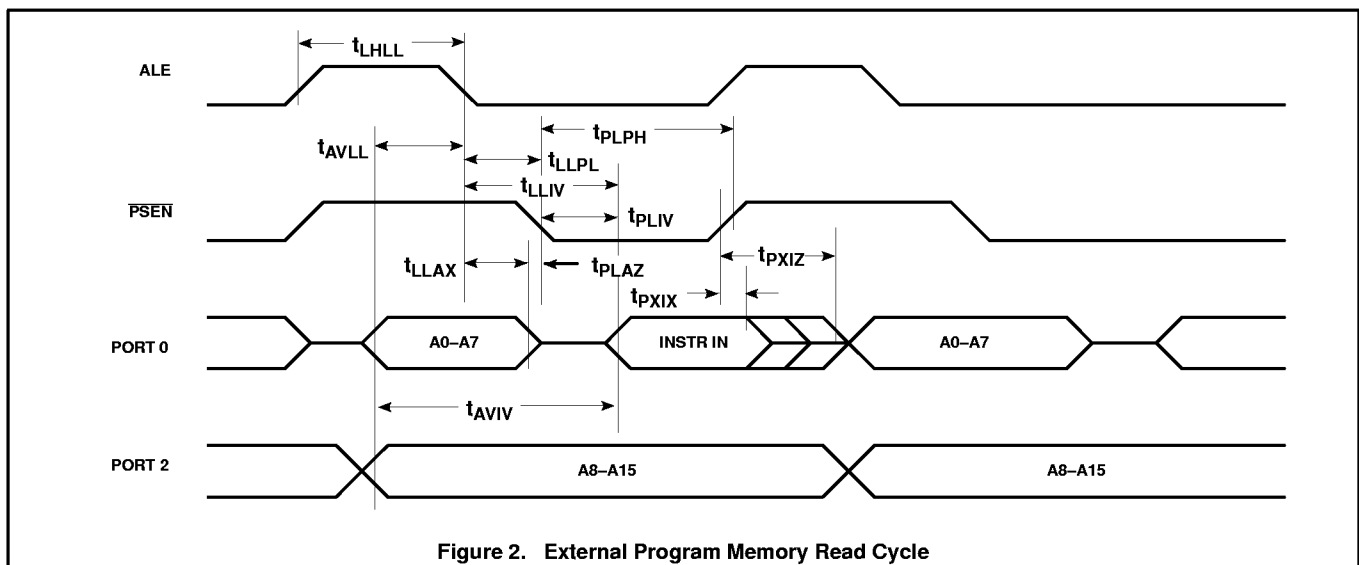 tLHLL
ALE
tPLPH
tAVLL
tLLPL
tLLIV
PSEN
tPLIV
tLLAX
tPLAZ
tPXIZ
tPXIX
PORT 0
A0–A7
INSTR IN
A0–A7
tAVIV
PORT 2
A8–A15
A8–A15
Figure 2. External Program Memory Read Cycle